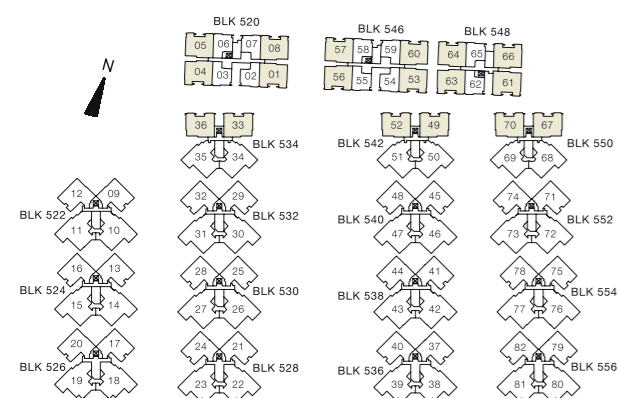 BLK 520
05 06 07 08
04 03 02 01
BLK 546
57 58 59 60
56 55 54 53
BLK 548
64 65 66
63 62 61
N
36 33
BLK 534
35 34
52 49
BLK 542
51 50
70 67
BLK 550
69 68
12 09
BLK 522
11 10
32 29
BLK 532
31 30
48 45
BLK 540
47 46
74 71
BLK 552
73 72
16 13
BLK 524
15 14
28 25
BLK 530
27 26
44 41
BLK 538
43 42
78 75
BLK 554
77 76
20 17
BLK 526
19 18
24 21
BLK 528
23 22
40 37
BLK 536
39 38
82 79
BLK 556
81 80